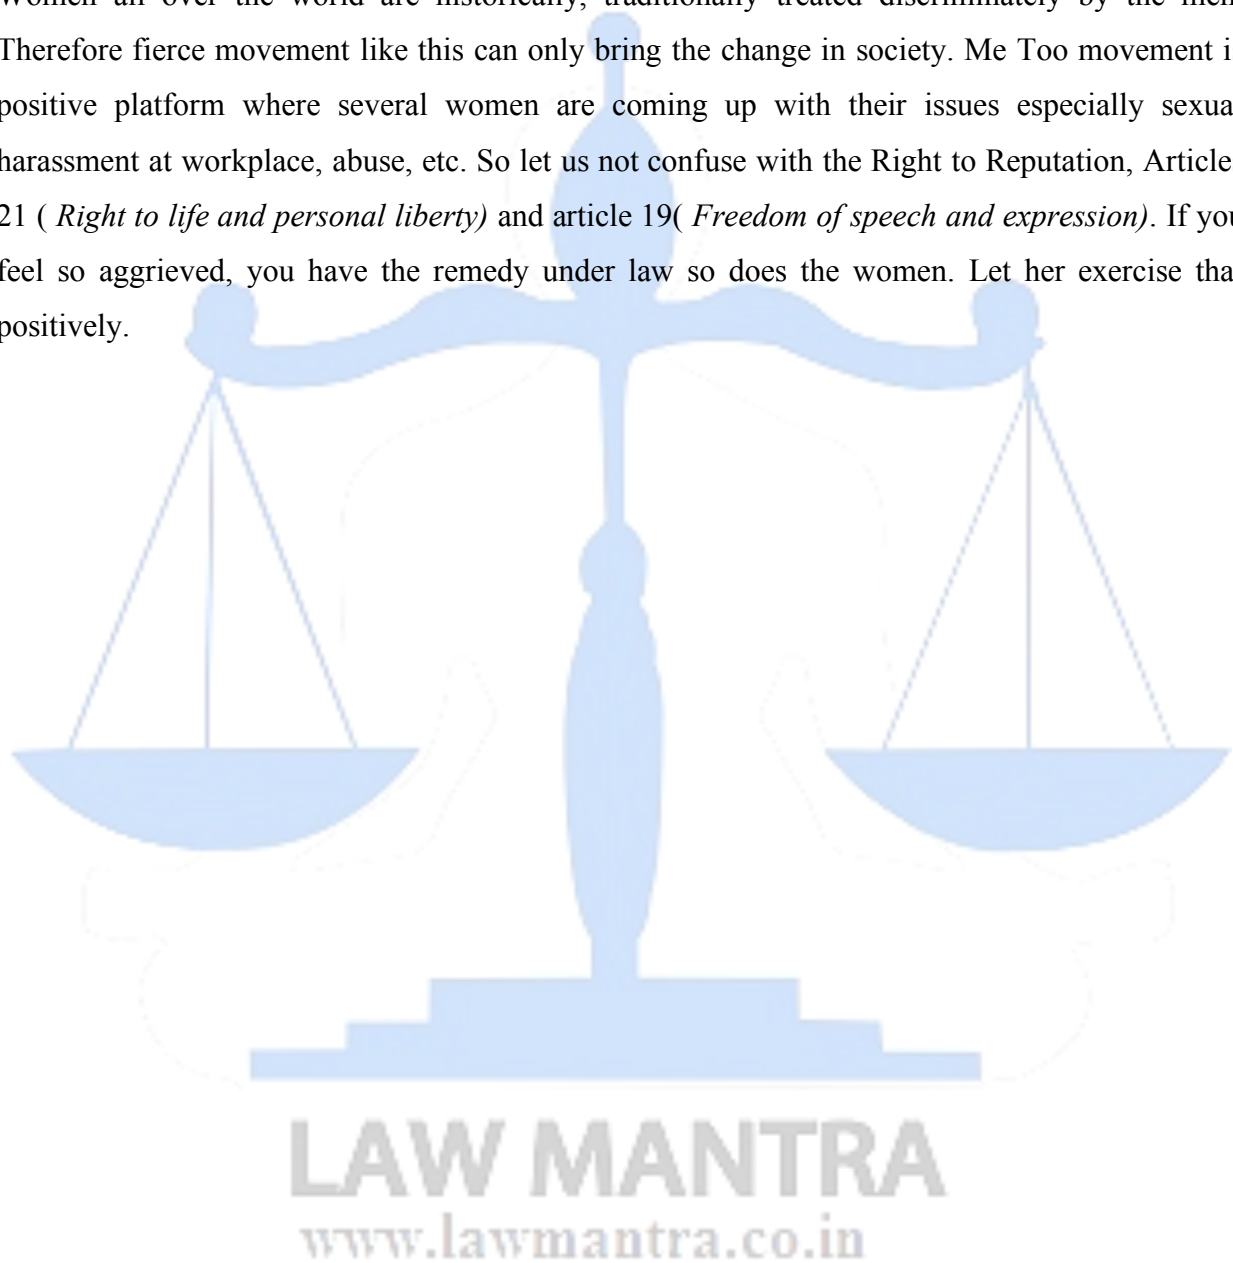 Women all over the world are historically, traditionally treated discriminately by the men
Therefore fierce movement like this can only bring the change in society. Me Too movement i
positive platform where several women are coming up with their issues especially sexua
harassment at workplace, abuse, etc. So let us not confuse with the Right to Reputation, Article
21 ( Right to life and personal liberty) and article 19( Freedom of speech and expression). If you
feel so aggrieved, you have the remedy under law so does the women. Let her exercise tha
positively.
LAW MANTRA
www.lawmantra.co.in